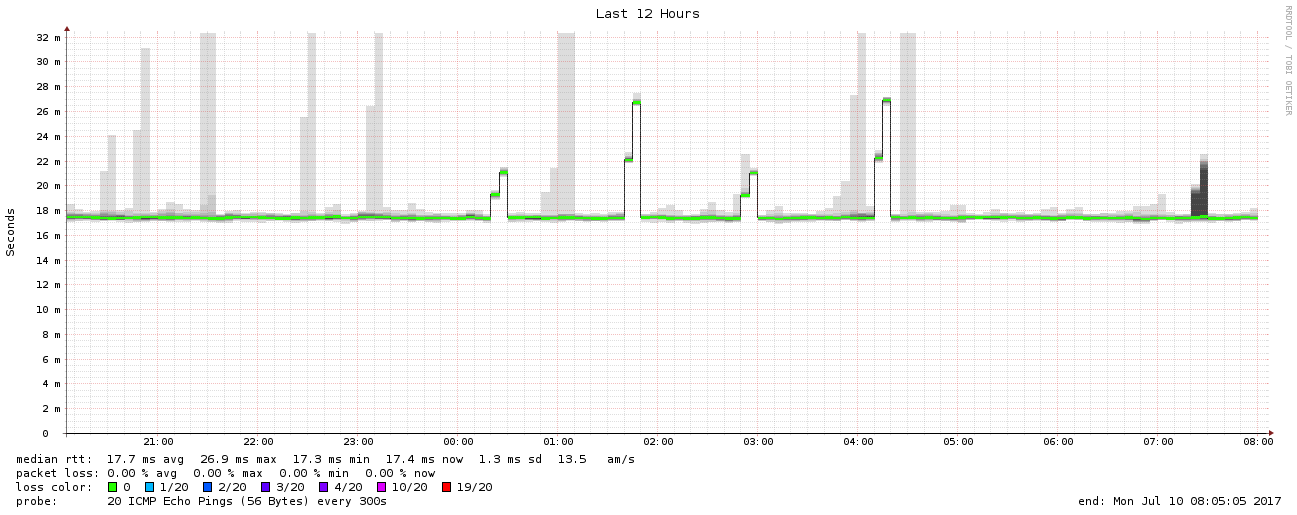 Last 12 Hours
RRDTOOL / TOBI OETIKER
Seconds
32 m
30 m
28 m
26 m
24 m
22 m
20 m
18 m
16 m
14 m
12 m
10 m
8 m
6 m
4 m
2 m
0
21:00 22:00 23:00 00:00 01:00 02:00 03:00 04:00 05:00 06:00 07:00 08:00
median rtt: 17.7 ms avg 26.9 ms max 17.3 ms min 17.4 ms now 1.3 ms sd 13.5 am/s
packet loss: 0.00 % avg 0.00 % max 0.00 % min 0.00 % now
loss color: 0 1/20 2/20 3/20 4/20 10/20 19/20
probe: 20 ICMP Echo Pings (56 Bytes) every 300s end: Mon Jul 10 08:05:05 2017